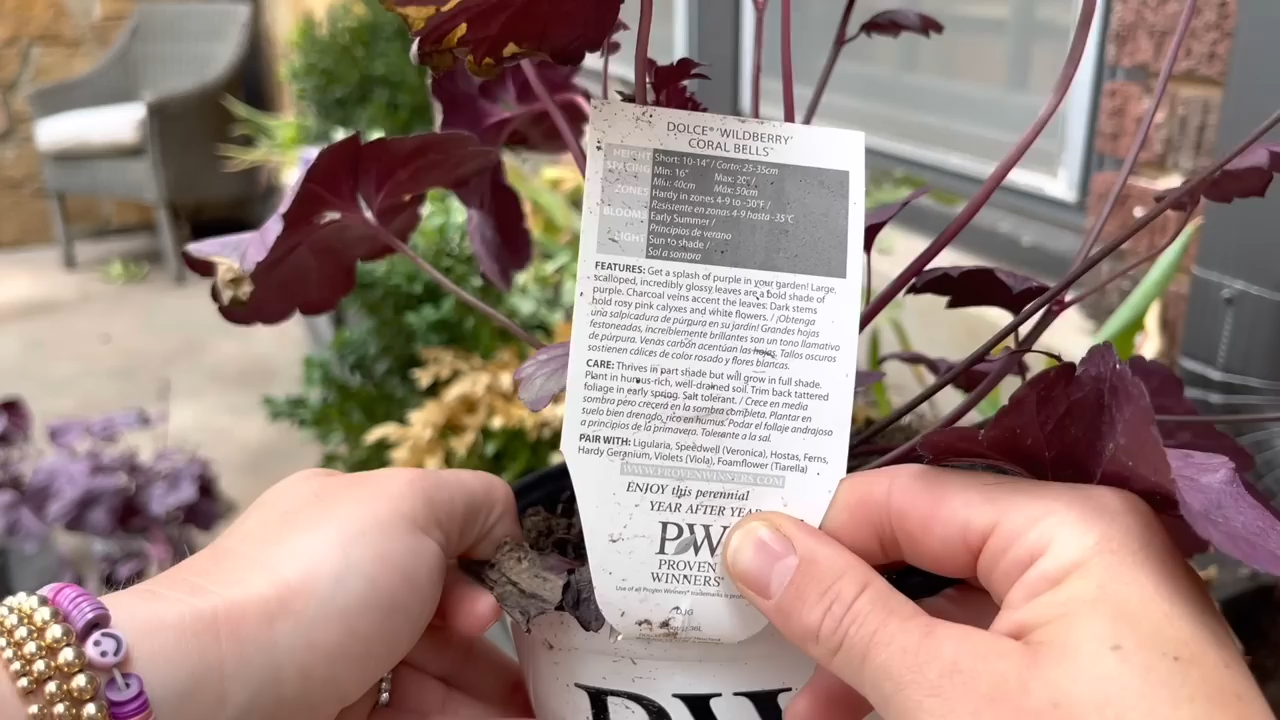 DOLCE® 'WILDBERRY'
CORAL BELLS™
HEIGHT Short: 10-14" / Corto: 25-35cm
SPACING Min: 16" Max: 20" /
Mín: 40cm Máx: 50cm
ZONES Hardy in zones 4-9 to -30°F /
Resistente en zonas 4-9 hasta -35°C
BLOOMS Early Summer /
Principios de verano
LIGHT Sun to shade /
Sol a sombra
FEATURES: Get a splash of purple in your garden! Large,
scalloped, incredibly glossy leaves are a bold shade of
purple. Charcoal veins accent the leaves. Dark stems
hold rosy pink calyxes and white flowers. / ¡Obtenga
una salpicadura de púrpura en su jardín! Grandes hojas
festoneadas, increíblemente brillantes son un tono llamativo
de púrpura. Venas carbón acentúan las hojas. Tallos oscuros
sostienen cálices de color rosado y flores blancas.
CARE: Thrives in part shade but will grow in full shade.
Plant in humus-rich, well-drained soil. Trim back tattered
foliage in early spring. Salt tolerant. / Crece en media
sombra pero crecerá en la sombra completa. Plantar en
suelo bien drenado, rico en humus. Podar el follaje andrajoso
a principios de la primavera. Tolerante a la sal.
PAIR WITH: Ligularia, Speedwell (Veronica), Hostas, Ferns,
Hardy Geranium, Violets (Viola), Foamflower (Tiarella)
WWW.PROVENWINNERS.COM
ENJOY this perennial
YEAR AFTER YEAR
PW
PROVEN
WINNERS®
Use of all Proven Winners® trademarks is
PW